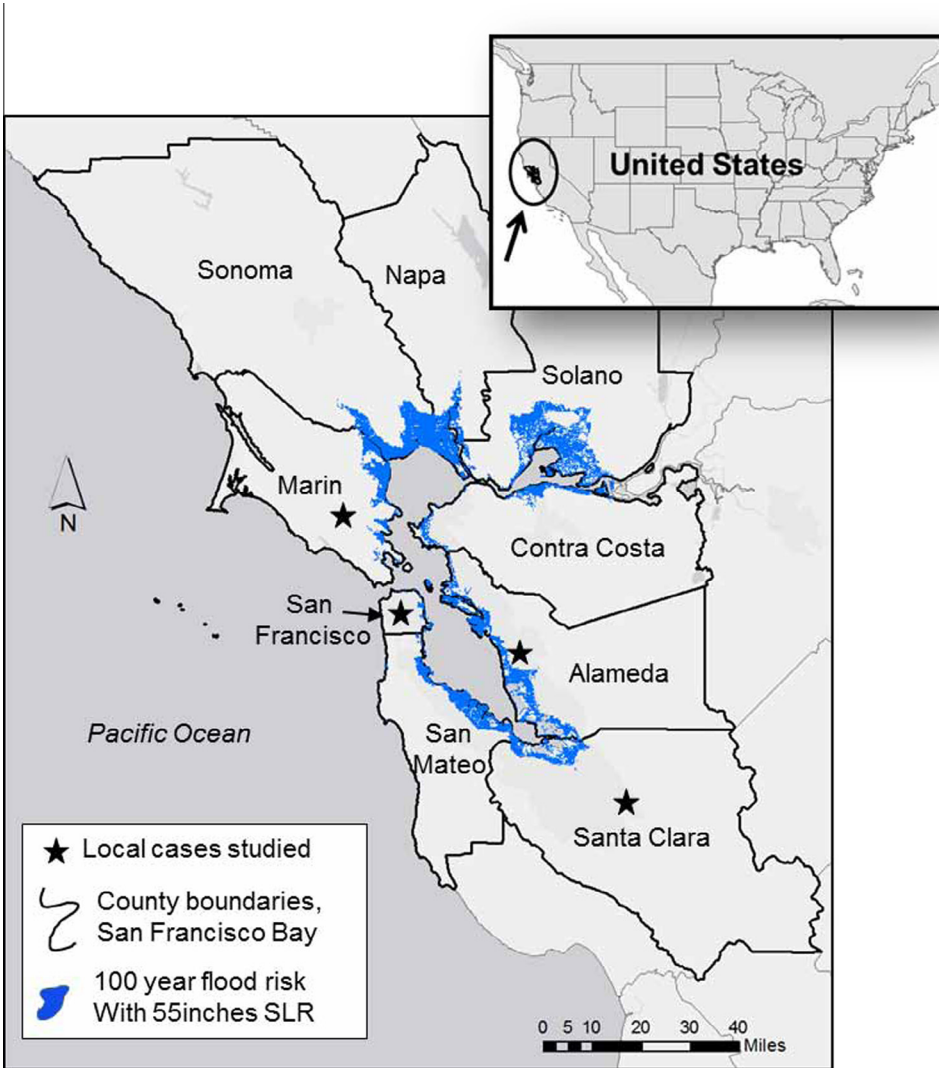 United States
Sonoma
Napa
Solano
Marin
N
Contra Costa
San
Francisco
Alameda
Pacific Ocean
San
Mateo
Santa Clara
Local cases studied
County boundaries,
San Francisco Bay
100 year flood risk
With 55inches SLR
0 5 10 20 30 40
Miles